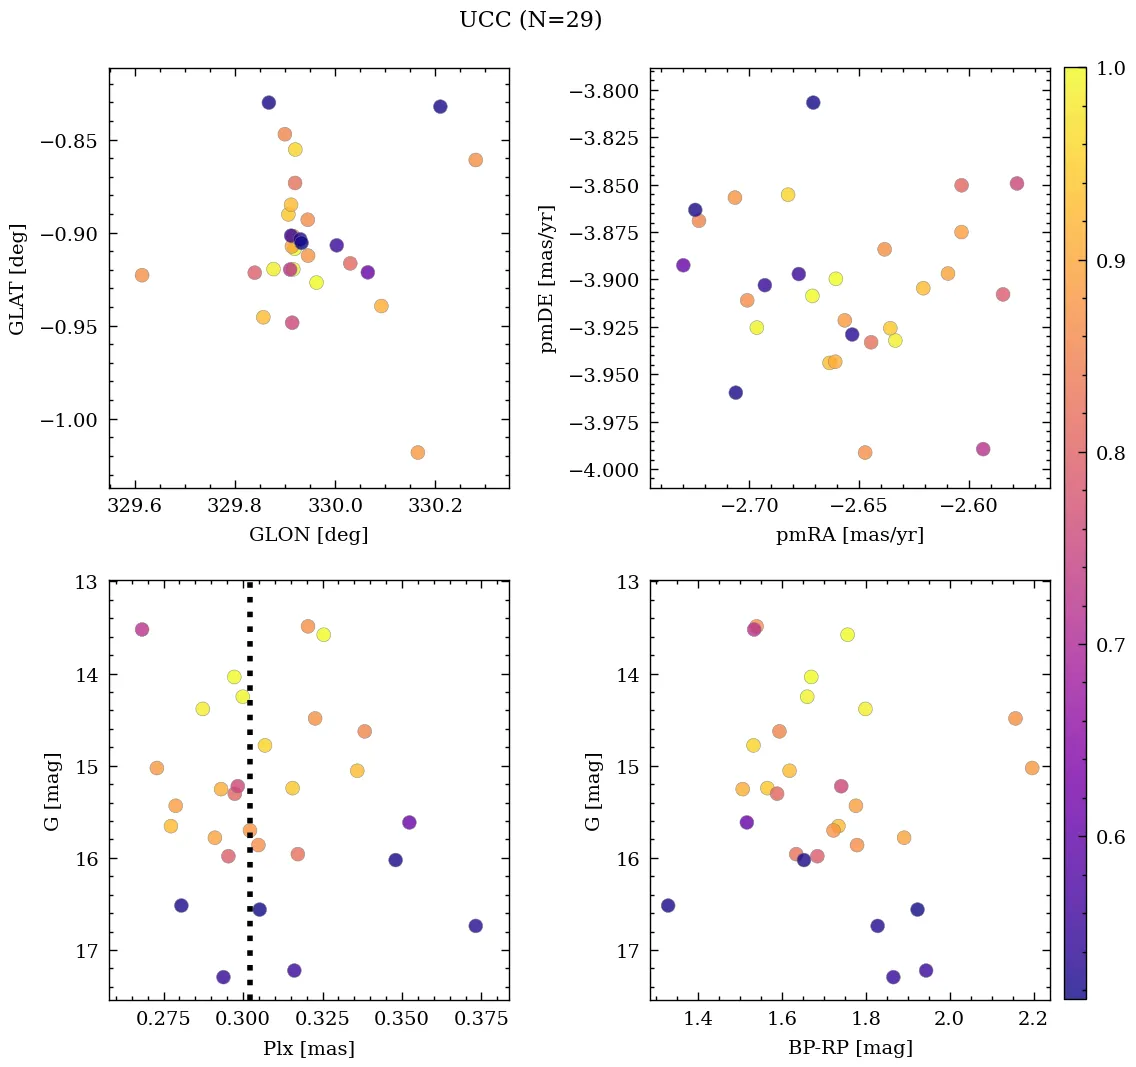 UCC (N=29)
−0.85
−0.90
−0.95
−1.00
GLAT [deg]
329.6 329.8 330.0 330.2
GLON [deg]
−3.800
−3.825
−3.850
−3.875
−3.900
−3.925
−3.950
−3.975
−4.000
pmDE [mas/yr]
−2.70 −2.65 −2.60
pmRA [mas/yr]
1.0
0.9
0.8
0.7
0.6
13
14
15
16
17
G [mag]
0.275 0.300 0.325 0.350 0.375
Plx [mas]
13
14
15
16
17
G [mag]
1.4 1.6 1.8 2.0 2.2
BP-RP [mag]